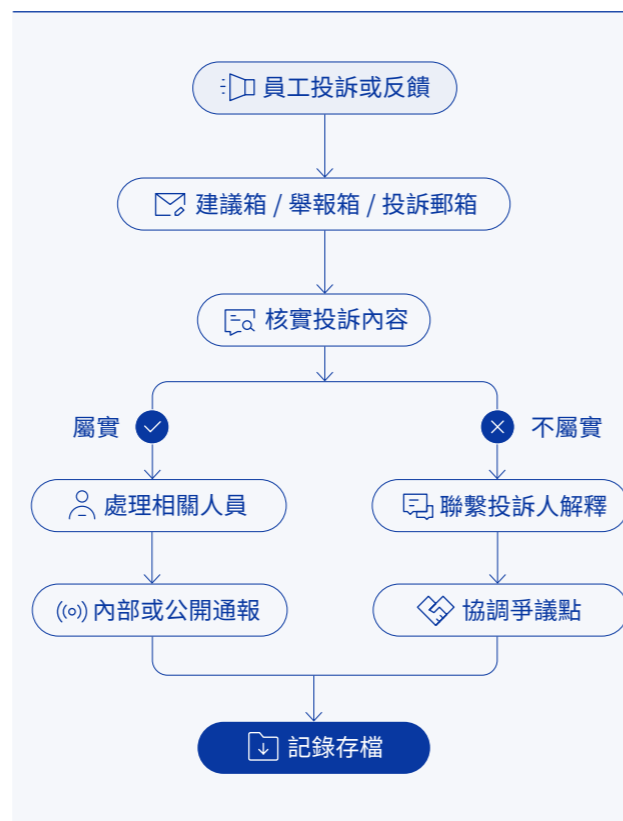 員工投訴或反饋
建議箱 / 舉報箱 / 投訴郵箱
核實投訴內容
屬實
不屬實
處理相關人員
聯繫投訴人解釋
內部或公開通報
協調爭議點
記錄存檔